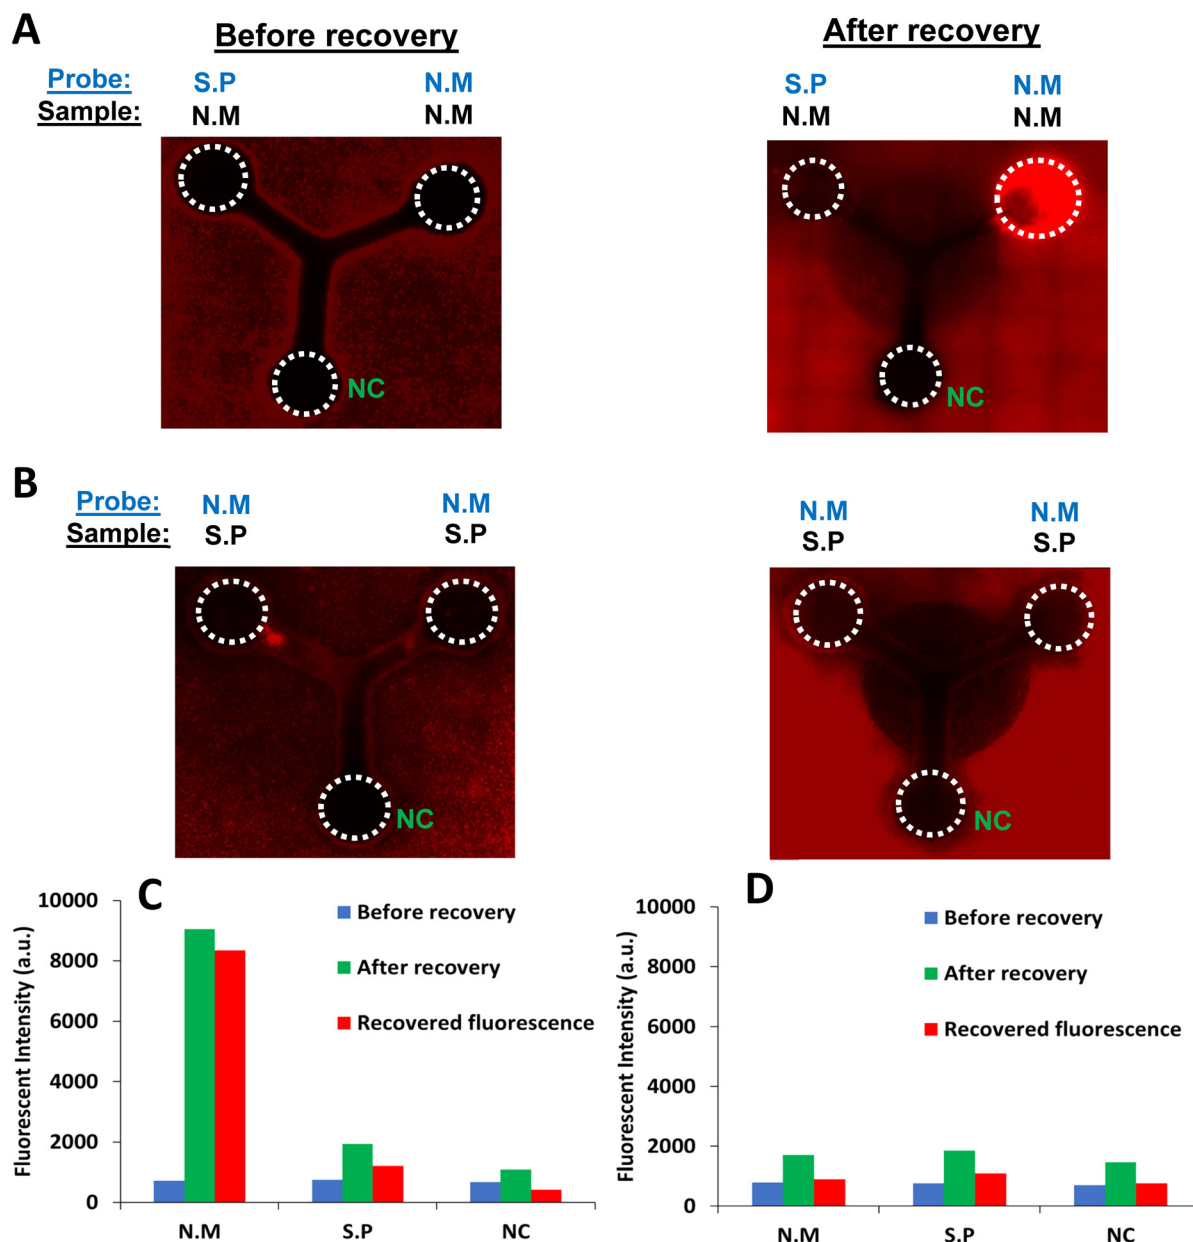 A
Before recovery
After recovery
Probe: S.P N.M S.P N.M
Sample: N.M N.M N.M N.M
NC
NC
B
Probe: N.M N.M N.M N.M
Sample: S.P S.P S.P S.P
NC
NC
C
10000
8000
6000
4000
2000
0
Fluorescent Intensity (a.u.)
Before recovery
After recovery
Recovered fluorescence
N.M S.P NC
D
10000
8000
6000
4000
2000
0
Fluorescent Intensity (a.u.)
Before recovery
After recovery
Recovered fluorescence
N.M S.P NC